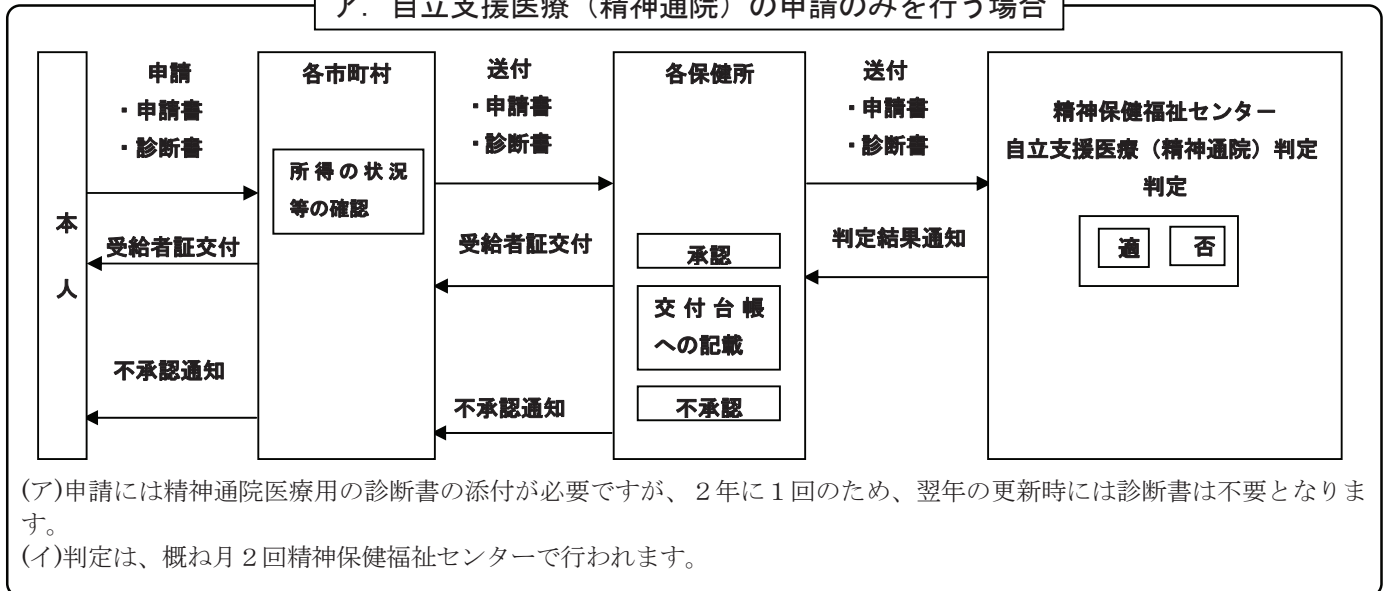 ア．自立支援医療（精神通院）の申請のみを行う場合
本
人
申請
・申請書
・診断書
受給者証交付
不承認通知
各市町村
所得の状況
等の確認
送付
・申請書
・診断書
受給者証交付
不承認通知
各保健所
承認
交付台帳
への記載
不承認
送付
・申請書
・診断書
判定結果通知
精神保健福祉センター
自立支援医療（精神通院）判定
判定
適
否
(ア)申請には精神通院医療用の診断書の添付が必要ですが、２年に１回のため、翌年の更新時には診断書は不要となりま
す。
(イ)判定は、概ね月２回精神保健福祉センターで行われます。